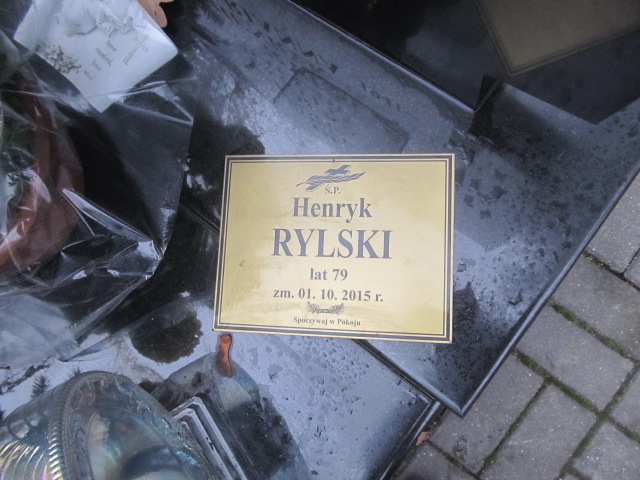 Ś.P.
Henryk
RYLSKI
lat 79
zm. 01. 10. 2015 r.
Spoczywaj w Pokoju